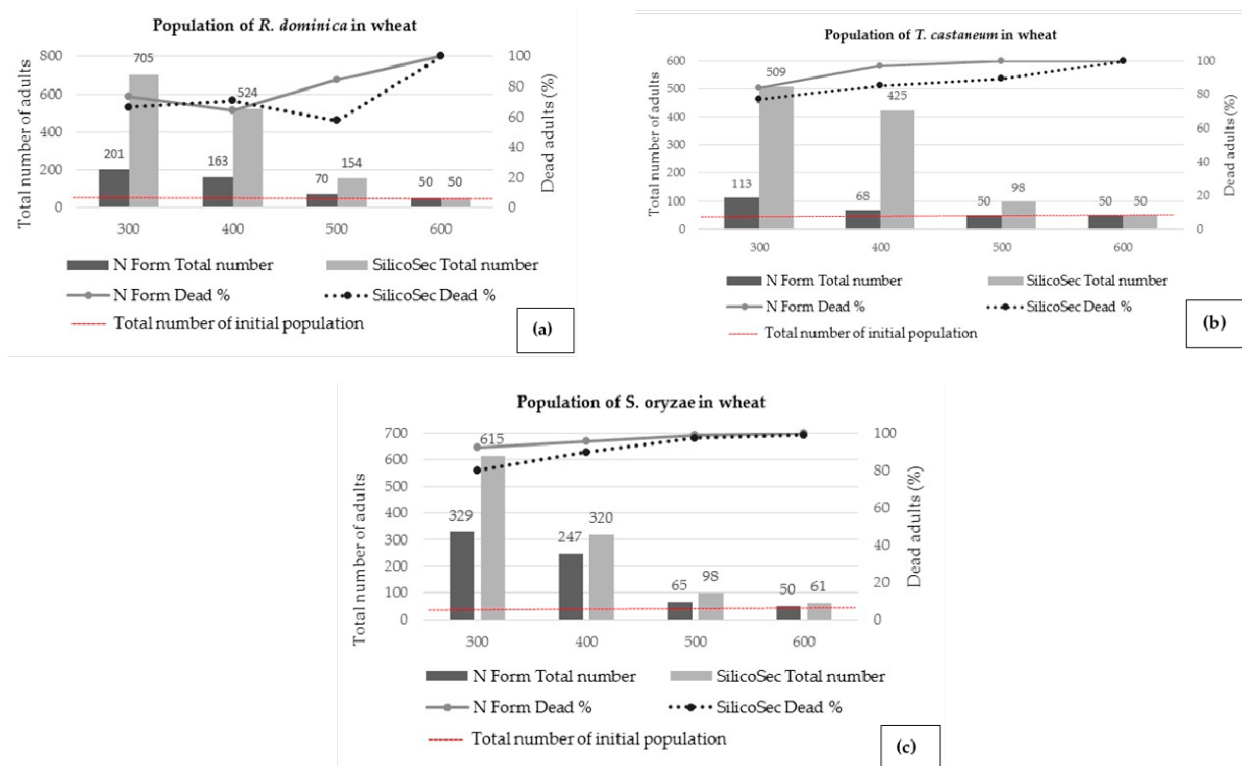 Population of R. dominica in wheat
Total number of adults
800
600
400
200
0
705
524
201
163
154
70
50
50
100
80
60
40
20
0
Dead adults (%)
300
400
500
600
N Form Total number
SilicoSec Total number
N Form Dead %
SilicoSec Dead %
Total number of initial population
(a)
Population of T. castaneum in wheat
Total number of adults
600
500
400
300
200
100
0
509
425
113
68
50
98
50
50
100
80
60
40
20
0
Dead adults (%)
300
400
500
600
N Form Total number
SilicoSec Total number
N Form Dead %
SilicoSec Dead %
Total number of initial population
(b)
Population of S. oryzae in wheat
Total number of adults
700
600
500
400
300
200
100
0
615
329
247
320
65
98
50
61
100
80
60
40
20
0
Dead adults (%)
300
400
500
600
N Form Total number
SilicoSec Total number
N Form Dead %
SilicoSec Dead %
Total number of initial population
(c)